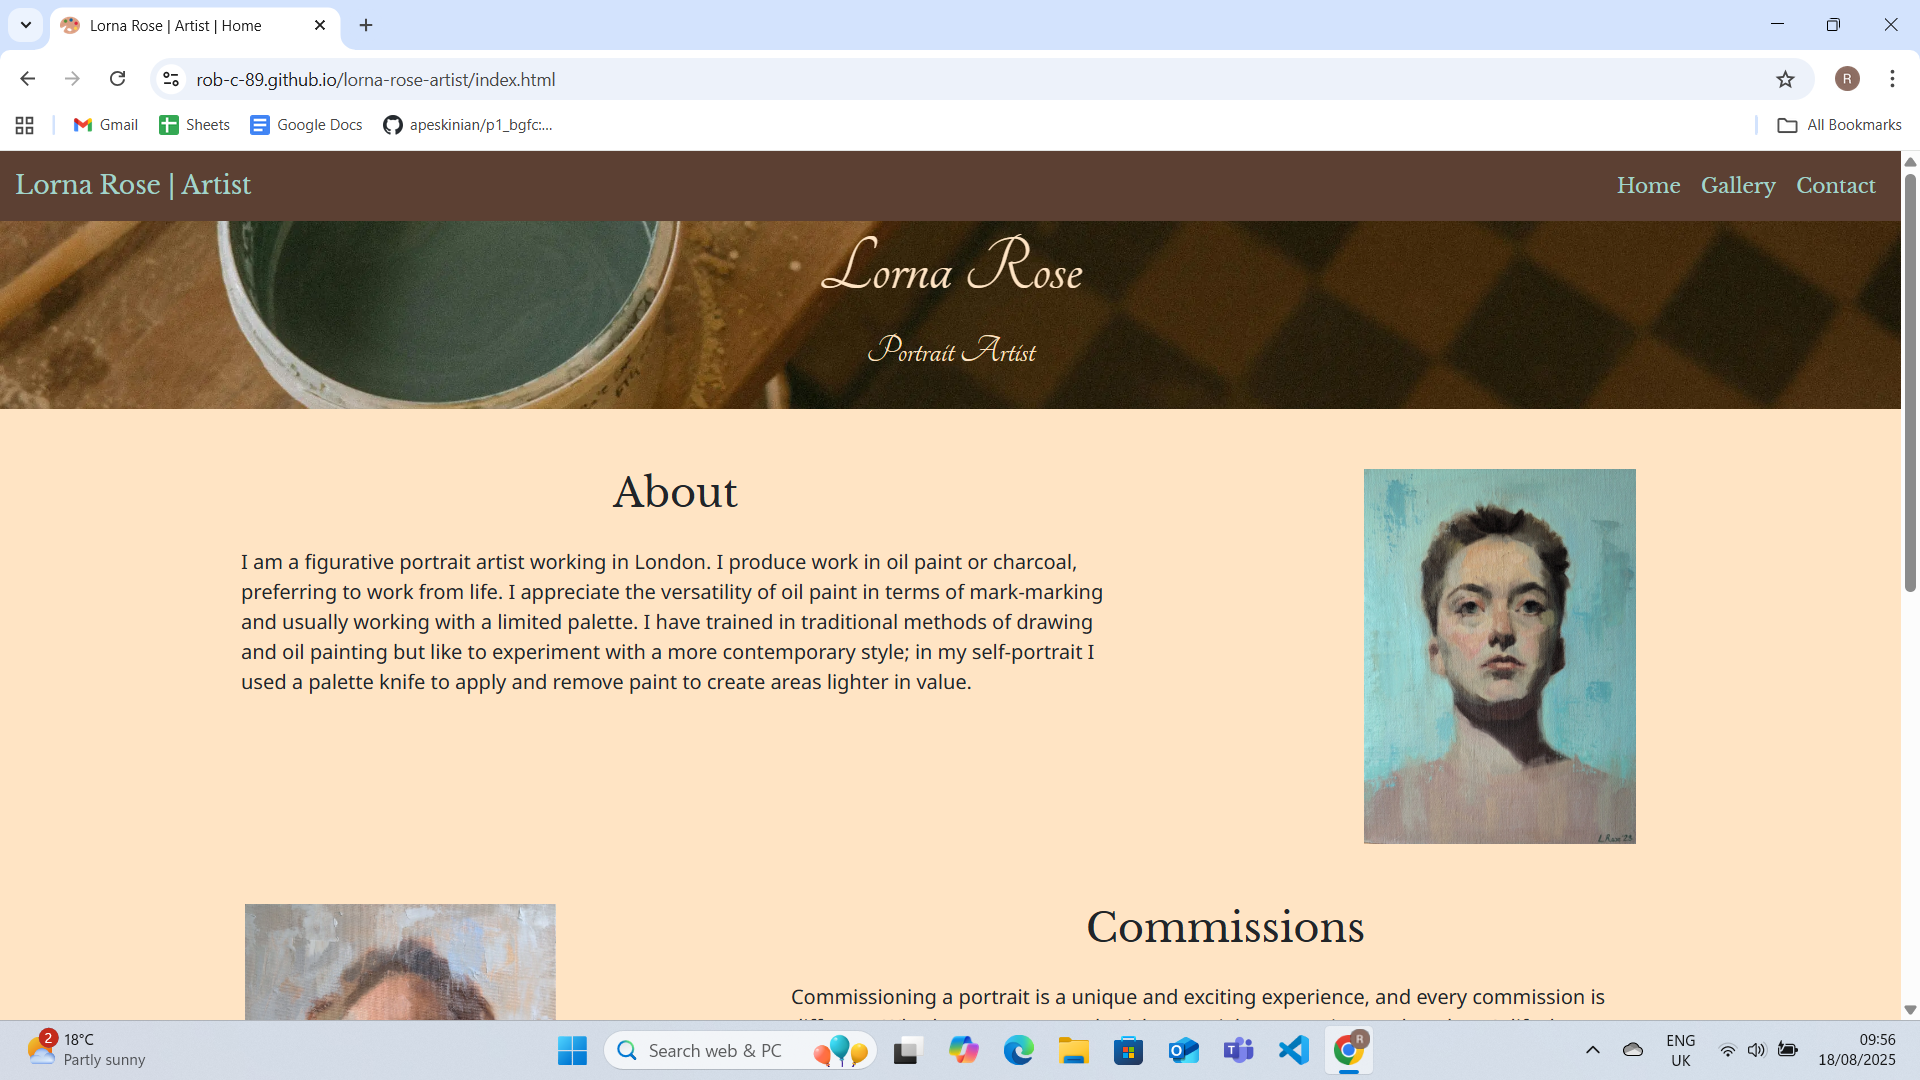 Lorna Rose | Artist | Home
rob-c-89.github.io/lorna-rose-artist/index.html
R
Gmail
Sheets
Google Docs
apeskinian/p1_bgfc:...
All Bookmarks
Lorna Rose | Artist
Home
Gallery
Contact
Lorna Rose
Portrait Artist
About
I am a figurative portrait artist working in London. I produce work in oil paint or charcoal,
preferring to work from life. I appreciate the versatility of oil paint in terms of mark-marking
and usually working with a limited palette. I have trained in traditional methods of drawing
and oil painting but like to experiment with a more contemporary style; in my self-portrait I
used a palette knife to apply and remove paint to create areas lighter in value.
Commissions
Commissioning a portrait is a unique and exciting experience, and every commission is
2
18°C
Partly sunny
Search web & PC
R
ENG
UK
09:56
18/08/2025